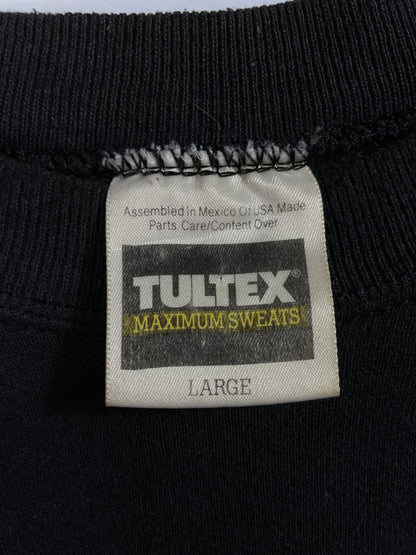 Assembled In Mexico Of USA Made
Parts. Care/Content Over
TULTEX®
MAXIMUM SWEATS
LARGE